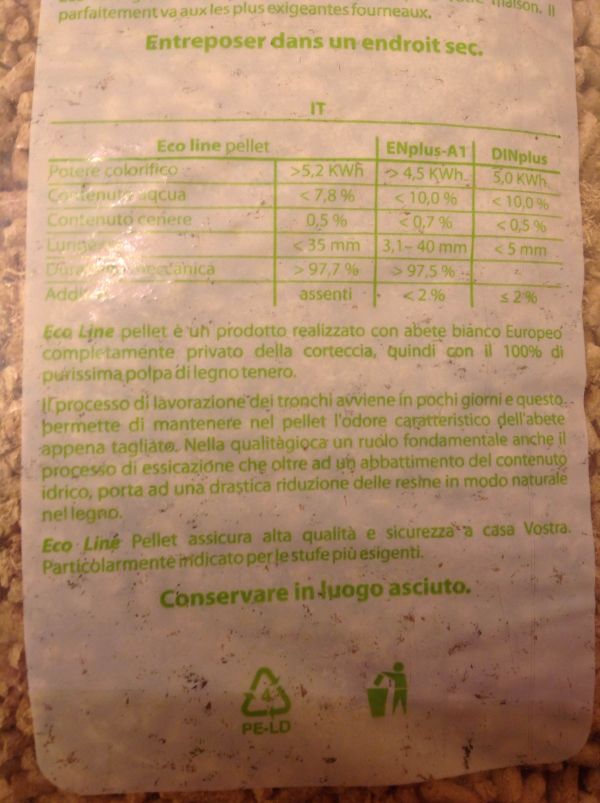 maison. Il
parfaitement va aux les plus exigeantes fourneaux.
Entreposer dans un endroit sec.
IT
Eco line pellet ENplus-A1 DINplus
Potere colorifico >5,2 KWh > 4,5 KWh 5,0 KWh
Contenuto aqcua < 7,8 % < 10,0 % < 10,0 %
Contenuto cenere 0,5 % < 0,7 % < 0,5 %
< 35 mm 3,1– 40 mm < 5 mm
meccanica > 97,7 % > 97,5 % -
assenti < 2 % ≤ 2 %
Eco Line pellet è un prodotto realizzato con abete bianco Europeo
completamente privato della corteccia, quindi con il 100% di
purissima polpa di legno tenero.
Il processo di lavorazione dei tronchi avviene in pochi giorni e questo
permette di mantenere nel pellet l'odore caratteristico dell'abete
appena tagliato. Nella qualitàgioca un ruolo fondamentale anche il
processo di essicazione che oltre ad un abbattimento del contenuto
idrico, porta ad una drastica riduzione delle resine in modo naturale
nel legno.
Eco Line Pellet assicura alta qualità e sicurezza a casa Vostra.
Particolarmente indicato per le stufe più esigenti.
Conservare in luogo asciuto.
4
PE-LD